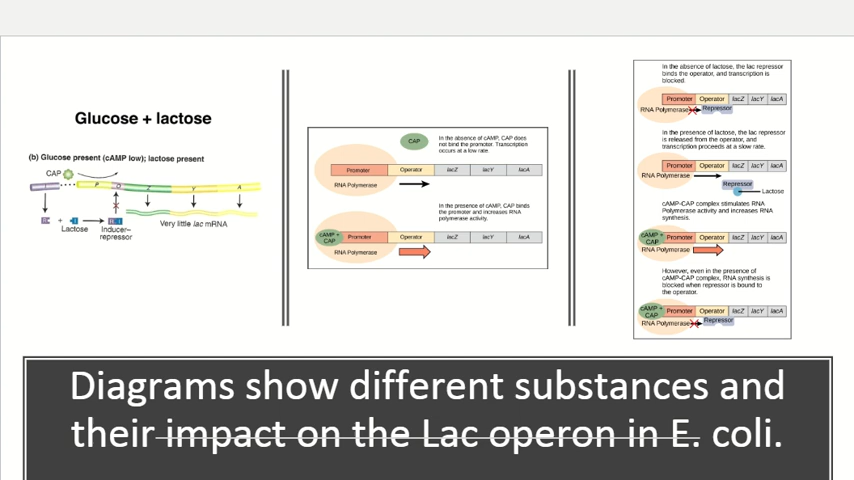 Glucose + lactose
(b) Glucose present (cAMP low); lactose present
CAP
P
O
Z
Y
A
+
Lactose
Inducer–
repressor
Very little lac mRNA
CAP
In the absence of cAMP, CAP does
not bind the promoter. Transcription
occurs at a low rate.
Promoter Operator lacZ lacY lacA
RNA Polymerase
In the presence of cAMP, CAP binds
the promoter and increases RNA
polymerase activity.
cAMP +
CAP
Promoter Operator lacZ lacY lacA
RNA Polymerase
In the absence of lactose, the lac repressor
binds the operator, and transcription is
blocked.
Promoter Operator lacZ lacY lacA
RNA Polymerase Repressor
In the presence of lactose, the lac repressor
is released from the operator, and
transcription proceeds at a slow rate.
Promoter Operator lacZ lacY lacA
RNA Polymerase
Repressor
Lactose
cAMP-CAP complex stimulates RNA
Polymerase activity and increases RNA
synthesis.
cAMP +
CAP
Promoter Operator lacZ lacY lacA
RNA Polymerase
However, even in the presence of
cAMP-CAP complex, RNA synthesis is
blocked when repressor is bound to
the operator.
cAMP +
CAP
Promoter Operator lacZ lacY lacA
RNA Polymerase Repressor
Diagrams show different substances and
their impact on the Lac operon in E. coli.